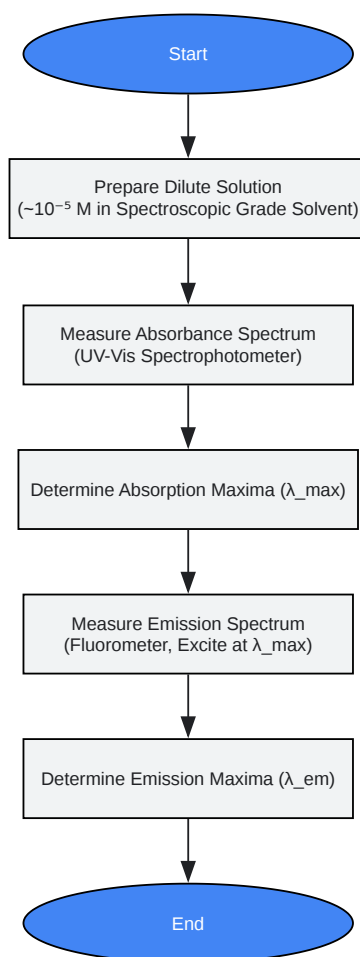 Start
Prepare Dilute Solution
(~10⁻⁵ M in Spectroscopic Grade Solvent)
Measure Absorbance Spectrum
(UV-Vis Spectrophotometer)
Determine Absorption Maxima (λ_max)
Measure Emission Spectrum
(Fluorometer, Excite at λ_max)
Determine Emission Maxima (λ_em)
End